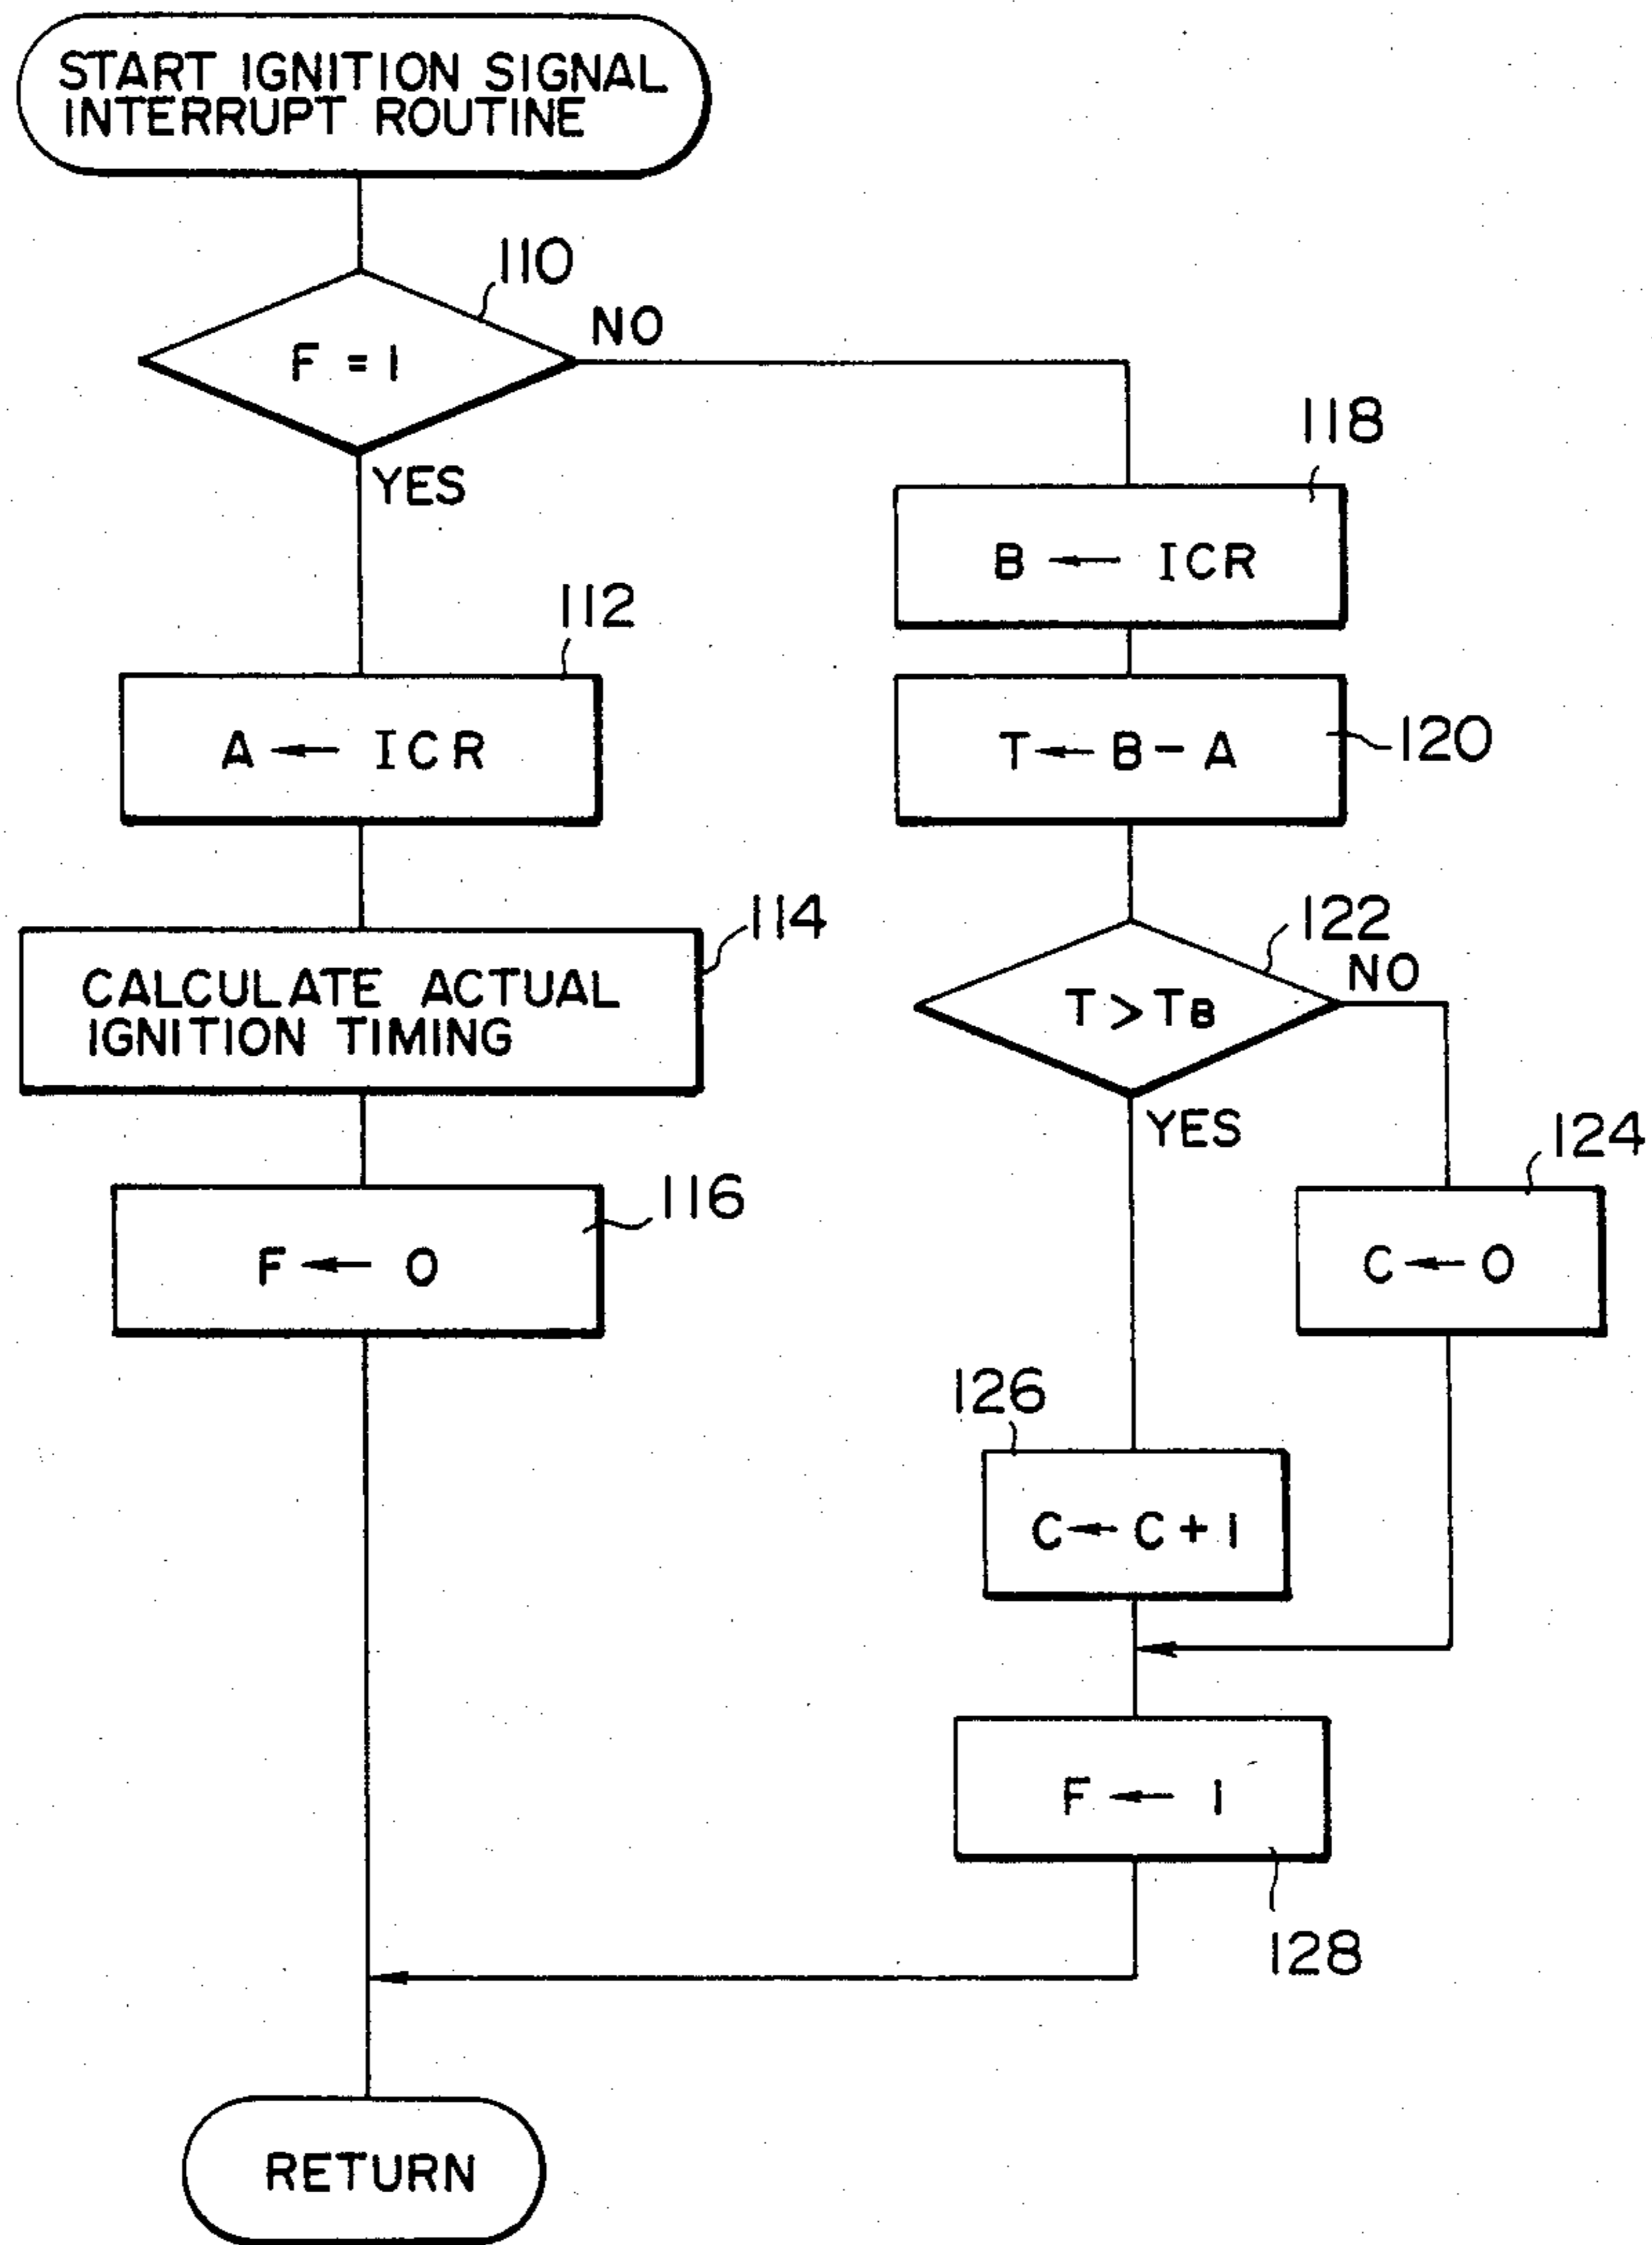 START IGNITION SIGNAL
INTERRUPT ROUTINE
110
F = 1
NO
YES
118
B ← ICR
112
A ← ICR
120
T ← B - A
114
CALCULATE ACTUAL
IGNITION TIMING
122
T > TB
NO
YES
116
F ← 0
124
C ← 0
126
C ← C + 1
F ← 1
128
RETURN